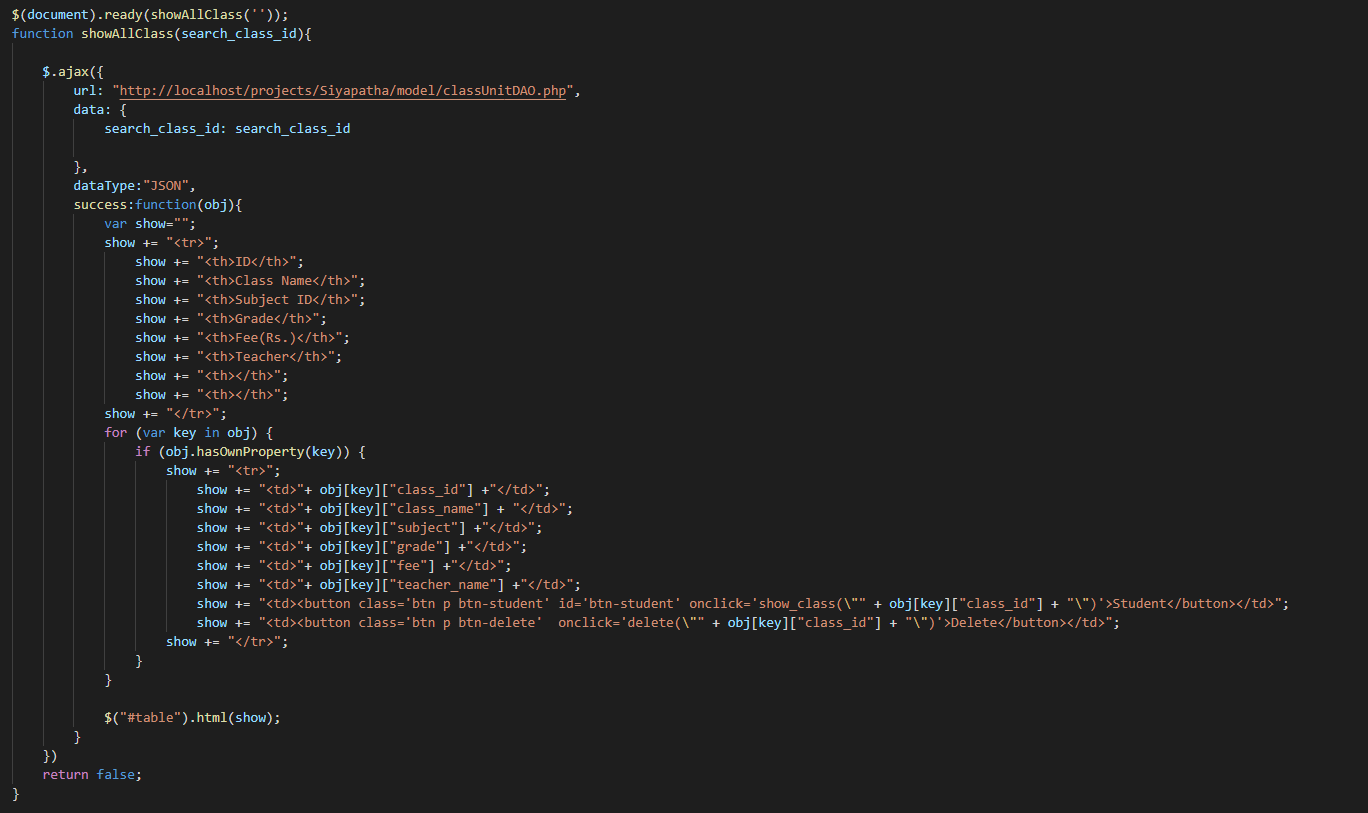 $(document).ready(showAllClass(''));
function showAllClass(search_class_id){
$.ajax({
url: "http://localhost/projects/Siyapatha/model/classUnitDAO.php",
data: {
search_class_id: search_class_id
},
dataType:"JSON",
success:function(obj){
var show="";
show += "<tr>";
show += "<th>ID</th>";
show += "<th>Class Name</th>";
show += "<th>Subject ID</th>";
show += "<th>Grade</th>";
show += "<th>Fee(Rs.)</th>";
show += "<th>Teacher</th>";
show += "<th></th>";
show += "<th></th>";
show += "</tr>";
for (var key in obj) {
if (obj.hasOwnProperty(key)) {
show += "<tr>";
show += "<td>"+ obj[key]["class_id"] +"</td>";
show += "<td>"+ obj[key]["class_name"] + "</td>";
show += "<td>"+ obj[key]["subject"] +"</td>";
show += "<td>"+ obj[key]["grade"] +"</td>";
show += "<td>"+ obj[key]["fee"] +"</td>";
show += "<td>"+ obj[key]["teacher_name"] +"</td>";
show += "<td><button class='btn p btn-student' id='btn-student' onclick='show_class(\"" + obj[key]["class_id"] + "\")'>Student</button></td>";
show += "<td><button class='btn p btn-delete'  onclick='delete(\"" + obj[key]["class_id"] + "\")'>Delete</button></td>";
show += "</tr>";
}
}
$("#table").html(show);
}
})
return false;
}